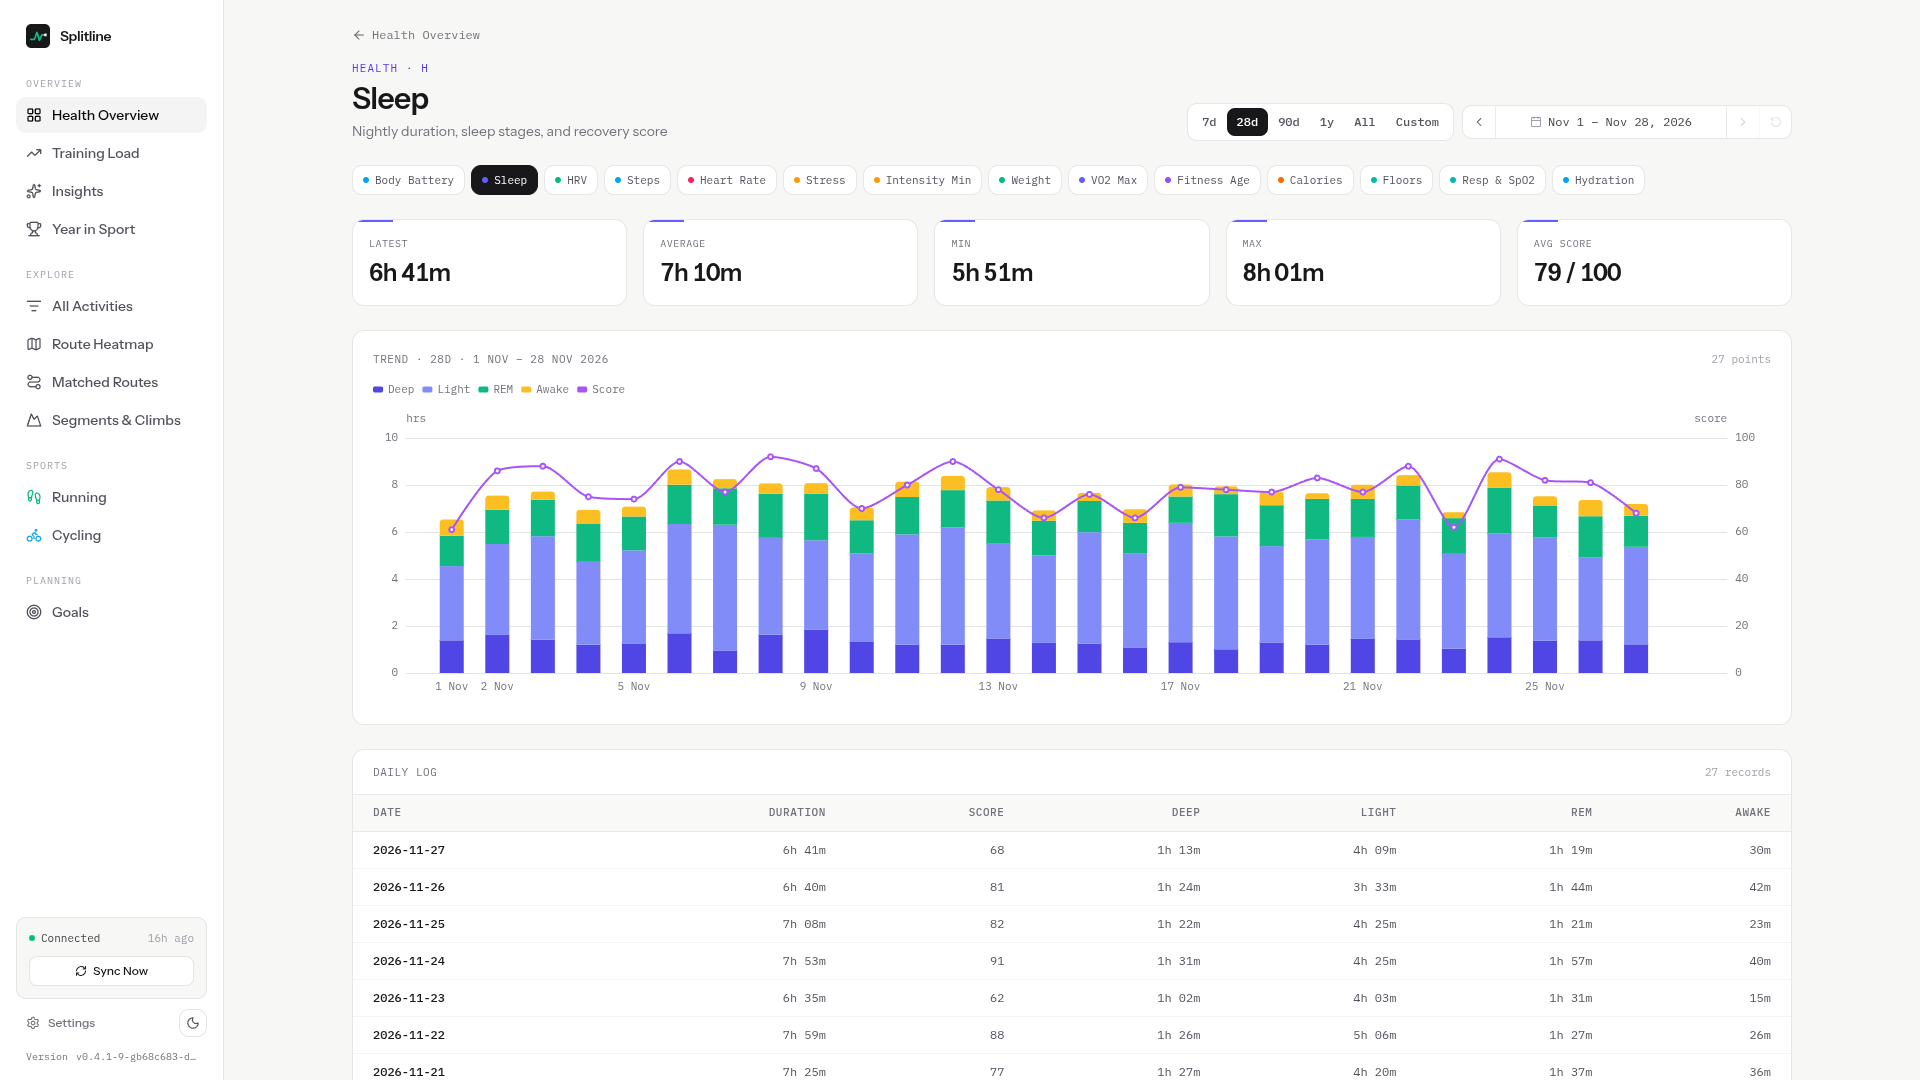 Splitline
OVERVIEW
Health Overview
Training Load
Insights
Year in Sport
EXPLORE
All Activities
Route Heatmap
Matched Routes
Segments & Climbs
SPORTS
Running
Cycling
PLANNING
Goals
Connected 16h ago
Sync Now
Settings
Version v0.4.1-9-gb68c683-d…
Health Overview
HEALTH · H
Sleep
Nightly duration, sleep stages, and recovery score
7d 28d 90d 1y All Custom
Nov 1 – Nov 28, 2026
Body Battery Sleep HRV Steps Heart Rate Stress Intensity Min Weight VO2 Max Fitness Age Calories Floors Resp & SpO2 Hydration
LATEST
6h 41m
AVERAGE
7h 10m
MIN
5h 51m
MAX
8h 01m
AVG SCORE
79 / 100
TREND · 28D · 1 NOV – 28 NOV 2026 27 points
Deep Light REM Awake Score
hrs score
10 100
8 80
6 60
4 40
2 20
0 0
1 Nov 2 Nov 5 Nov 9 Nov 13 Nov 17 Nov 21 Nov 25 Nov
DAILY LOG 27 records
DATE DURATION SCORE DEEP LIGHT REM AWAKE
2026-11-27 6h 41m 68 1h 13m 4h 09m 1h 19m 30m
2026-11-26 6h 40m 81 1h 24m 3h 33m 1h 44m 42m
2026-11-25 7h 08m 82 1h 22m 4h 25m 1h 21m 23m
2026-11-24 7h 53m 91 1h 31m 4h 25m 1h 57m 40m
2026-11-23 6h 35m 62 1h 02m 4h 03m 1h 31m 15m
2026-11-22 7h 59m 88 1h 26m 5h 06m 1h 27m 26m
2026-11-21 7h 25m 77 1h 27m 4h 20m 1h 37m 36m